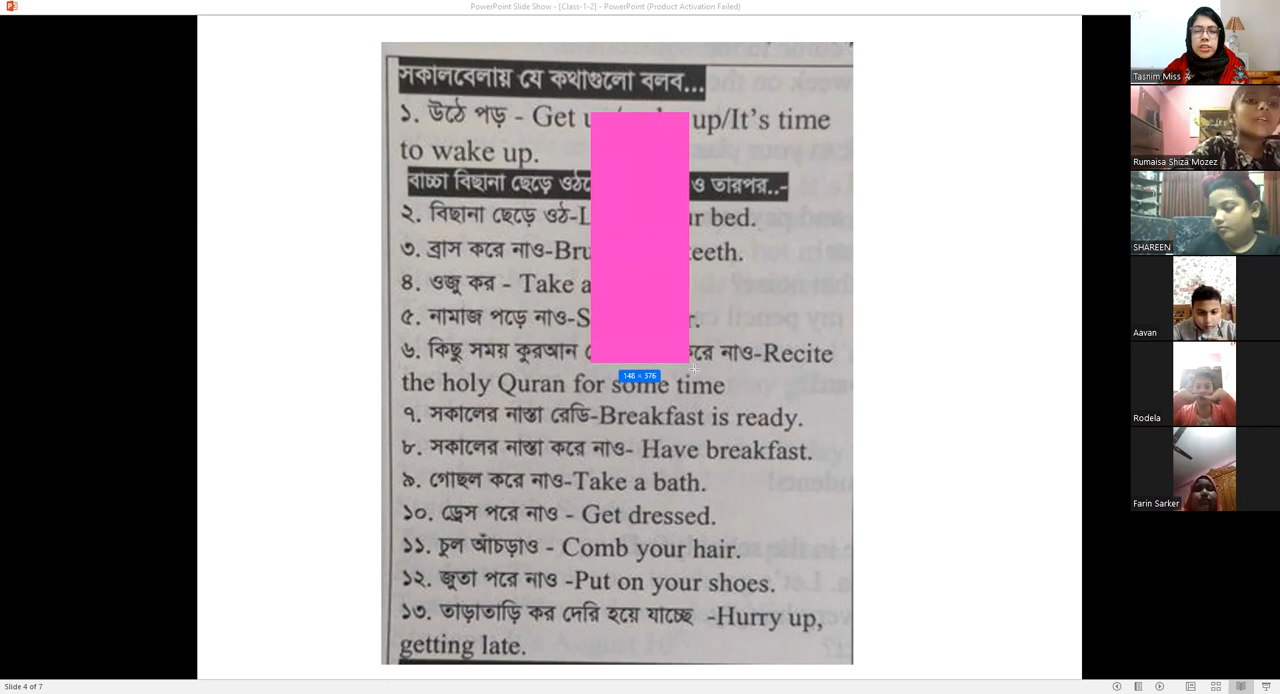 PowerPoint Slide Show - [Class-1-2] - PowerPoint (Product Activation Failed)
সকালবেলায় যে কথাগুলো বলব...
১. উঠে পড় - Get up/It's time
to wake up.
বাচ্চা বিছানা ছেড়ে ও তারপর..-
২. বিছানা ছেড়ে ওঠ- bed.
৩. ব্রাস করে নাও-
৪. ওজু কর - Take a
৫. নামাজ পড়ে নাও-
৬. কিছু সময় কুরআন নাও-Recite
the holy Quran for some time
৭. সকালের নাস্তা রেডি-Breakfast is ready.
৮. সকালের নাস্তা করে নাও- Have breakfast.
৯. গোছল করে নাও-Take a bath.
১০. ড্রেস পরে নাও - Get dressed.
১১. চুল আঁচড়াও - Comb your hair.
১২. জুতা পরে নাও -Put on your shoes.
১৩. তাড়াতাড়ি কর দেরি হয়ে যাচ্ছে -Hurry up,
getting late.
148 × 376
Tasnim Miss
Rumaisa Shiza Mozez
SHAREEN
Aavan
Rodela
Farin Sarker
Slide 4 of 7